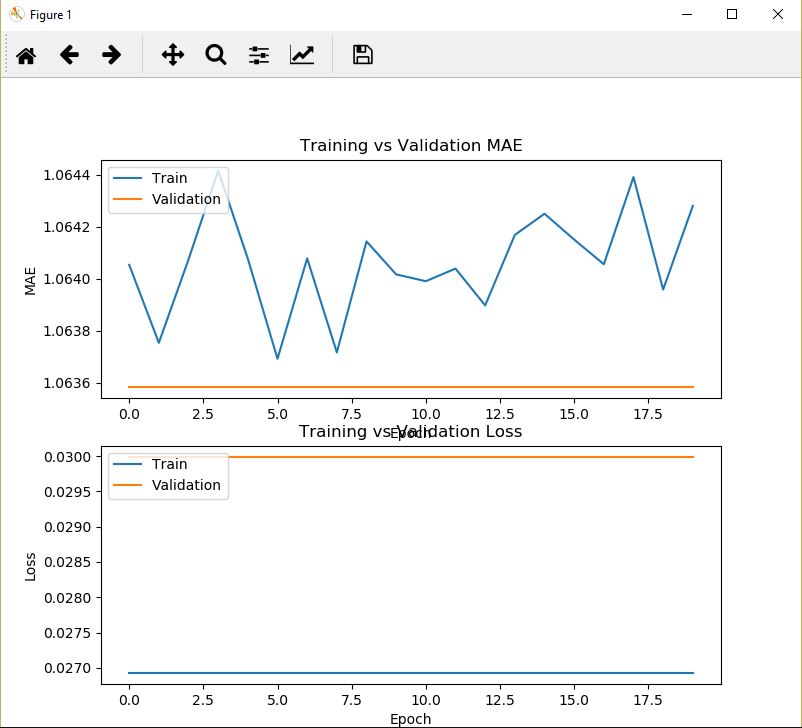 Figure 1
Training vs Validation MAE
Train
Validation
1.0644
1.0642
1.0640
1.0638
1.0636
MAE
0.0 2.5 5.0 7.5 10.0 12.5 15.0 17.5
Epoch
Training vs Validation Loss
Train
Validation
0.0300
0.0295
0.0290
0.0285
0.0280
0.0275
0.0270
Loss
0.0 2.5 5.0 7.5 10.0 12.5 15.0 17.5
Epoch